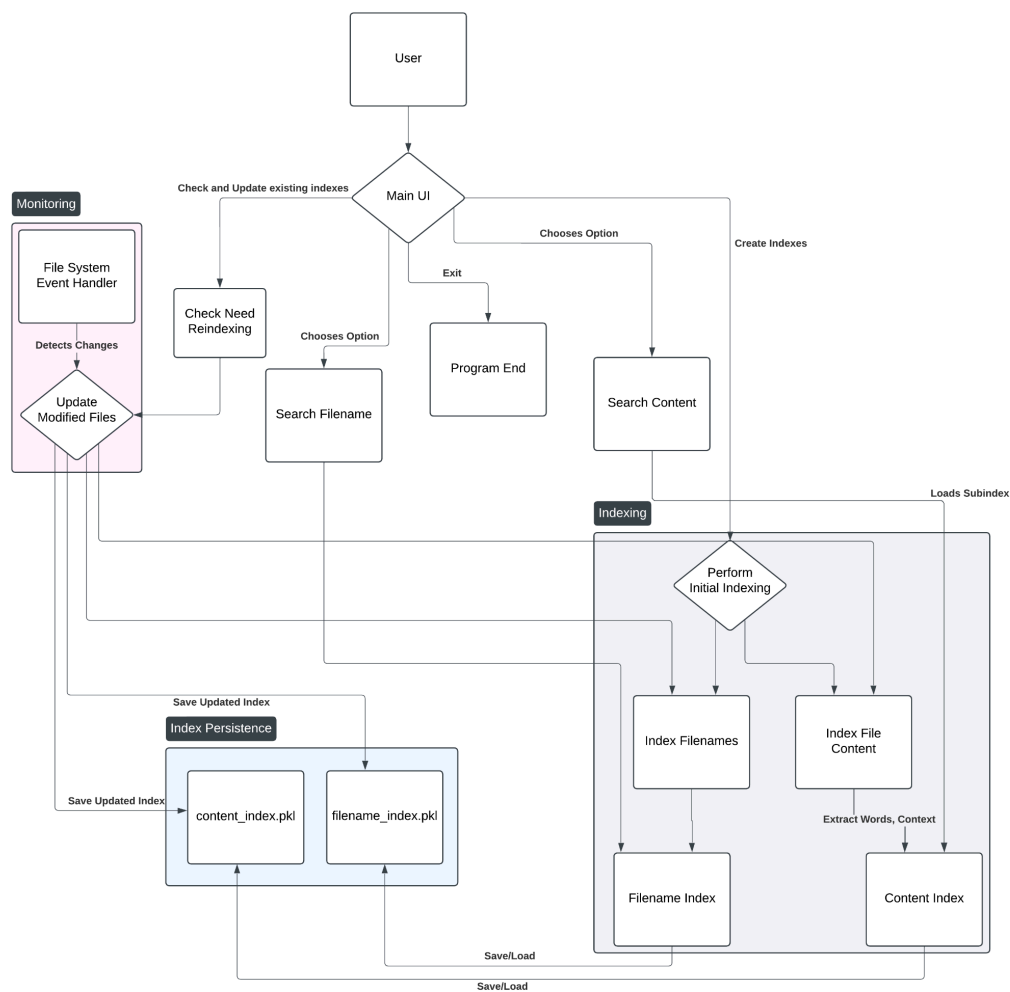 User
Main UI
Check and Update existing indexes
Monitoring
Chooses Option
Create Indexes
File System
Event Handler
Exit
Check Need
Reindexing
Detects Changes
Chooses Option
Program End
Update
Modified Files
Search Filename
Search Content
Loads Subindex
Indexing
Perform
Initial Indexing
Save Updated Index
Index Persistence
Index Filenames
Index File
Content
Save Updated Index
content_index.pkl
filename_index.pkl
Extract Words, Context
Filename Index
Content Index
Save/Load
Save/Load